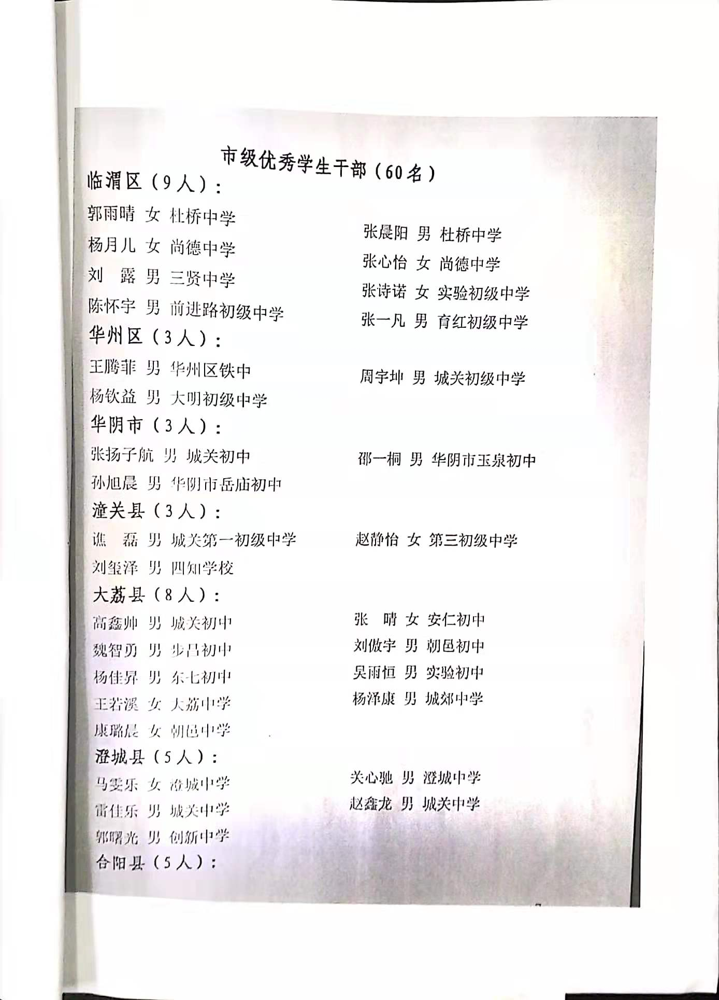 市级优秀学生干部（60名）
临渭区（9人）：
郭雨晴 女 杜桥中学 张晨阳 男 杜桥中学
杨月儿 女 尚德中学 张心怡 女 尚德中学
刘　露 男 三贤中学 张诗诺 女 实验初级中学
陈怀宇 男 前进路初级中学 张一凡 男 育红初级中学
华州区（3人）：
王腾菲 男 华州区铁中 周宇坤 男 城关初级中学
杨钦益 男 大明初级中学
华阴市（3人）：
张扬子航 男 城关初中 邵一桐 男 华阴市玉泉初中
孙旭晨 男 华阴市岳庙初中
潼关县（3人）：
谯　磊 男 城关第一初级中学 赵静怡 女 第三初级中学
刘玺泽 男 四知学校
大荔县（8人）：
高鑫帅 男 城关初中 张　晴 女 安仁初中
魏智勇 男 步昌初中 刘傲宇 男 朝邑初中
杨佳昇 男 东七初中 吴雨恒 男 实验初中
王若溪 女 大荔中学 杨泽康 男 城郊中学
康璐晨 女 朝邑中学
澄城县（5人）：
马雯乐 女 澄城中学 关心驰 男 澄城中学
雷佳乐 男 城关中学 赵鑫龙 男 城关中学
郭曙光 男 创新中学
合阳县（5人）：